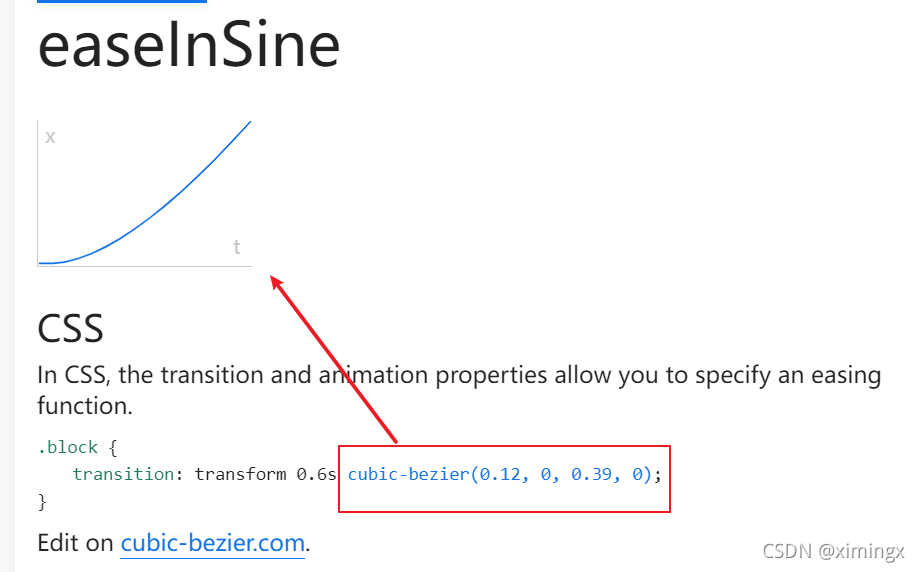 easeInSine
x
t
CSS
In CSS, the transition and animation properties allow you to specify an easing
function.
.block {
transition: transform 0.6s cubic-bezier(0.12, 0, 0.39, 0);
}
Edit on cubic-bezier.com.
CSDN @ximingx